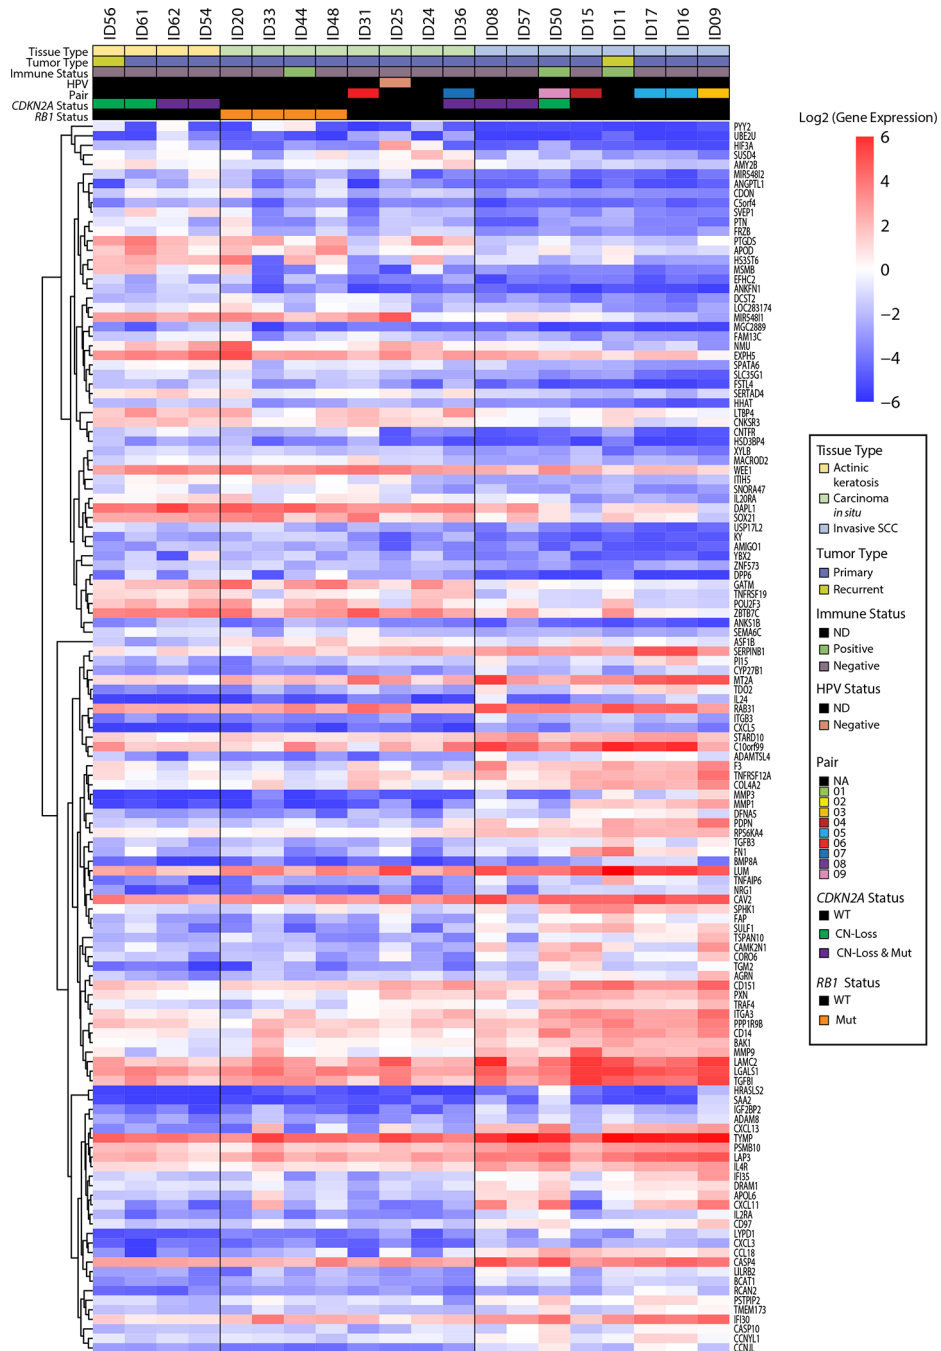 ID56 ID61 ID62 ID54 ID20 ID33 ID44 ID48 ID31 ID25 ID24 ID36 ID08 ID57 ID50 ID15 ID11 ID17 ID16 ID09
Tissue Type
Tumor Type
Immune Status
HPV
Pair
CDKN2A Status
RB1 Status
PYY2
UBE2U
HIF3A
SUSD4
AMY2B
MIR548I2
ANGPTL1
CDON
C5orf4
SVEP1
PTN
FRZB
PTGDS
APOD
HS3ST6
MSMB
EFHC2
ANKFN1
DCST2
LOC283174
MIR548I1
MGC2889
FAM13C
NMU
EXPH5
SPATA6
SLC35G1
FSTL4
SERTAD4
HHAT
LTBP4
CNKSR3
CNTFR
HSD3BP4
XYLB
MACROD2
WEE1
ITIH5
SNORA47
IL20RA
DAPL1
SOX21
USP17L2
KY
AMIGO1
YBX2
ZNF573
DPP6
GATM
TNFRSF19
POU2F3
ZBTB7C
ANKS1B
SEMA6C
ASF1B
SERPINB1
PI15
CYP27B1
MT2A
TDO2
IL24
RAB31
ITGB3
CXCL5
STARD10
C10orf99
ADAMTSL4
F3
TNFRSF12A
COL4A2
MMP3
MMP1
DFNA5
PDPN
RPS6KA4
TGFB3
FN1
BMP8A
LUM
TNFAIP6
NRG1
CAV2
SPHK1
FAP
SULF1
TSPAN10
CAMK2N1
CORO6
TGM2
AGRN
CD151
PXN
TRAF4
ITGA3
PPP1R9B
CD14
BAK1
MMP9
LAMC2
LGALS1
TGFBI
HRASLS2
SAA2
IGF2BP2
ADAM8
CXCL13
TYMP
PSMB10
LAP3
IL4R
IFI35
DRAM1
APOL6
CXCL11
IL2RA
CD97
LYPD1
CXCL3
CCL18
CASP4
LILRB2
BCAT1
RCAN2
PSTPIP2
TMEM173
IFI30
CASP10
CCNYL1
CCNJL
Log2 (Gene Expression)
6
4
2
0
−2
−4
−6
Tissue Type
Actinic
keratosis
Carcinoma
in situ
Invasive SCC
Tumor Type
Primary
Recurrent
Immune Status
ND
Positive
Negative
HPV Status
ND
Negative
Pair
NA
01
02
03
04
05
06
07
08
09
CDKN2A Status
WT
CN-Loss
CN-Loss & Mut
RB1 Status
WT
Mut